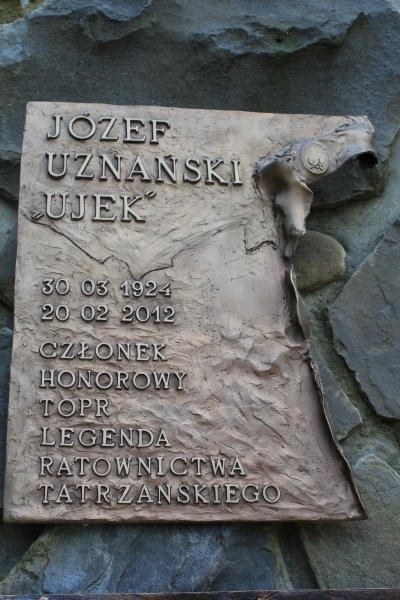 JÓZEF
UZNAŃSKI
„UJEK”
30 03 1924
20 02 2012
CZŁONEK
HONOROWY
TOPR
LEGENDA
RATOWNICTWA
TATRZAŃSKIEGO